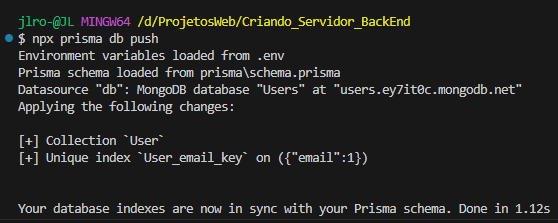 jlro-@JL MINGW64 /d/ProjetosWeb/Criando_Servidor_BackEnd
$ npx prisma db push
Environment variables loaded from .env
Prisma schema loaded from prisma\schema.prisma
Datasource "db": MongoDB database "Users" at "users.ey7it0c.mongodb.net"
Applying the following changes:
[+] Collection `User`
[+] Unique index `User_email_key` on ({"email":1})
Your database indexes are now in sync with your Prisma schema. Done in 1.12s